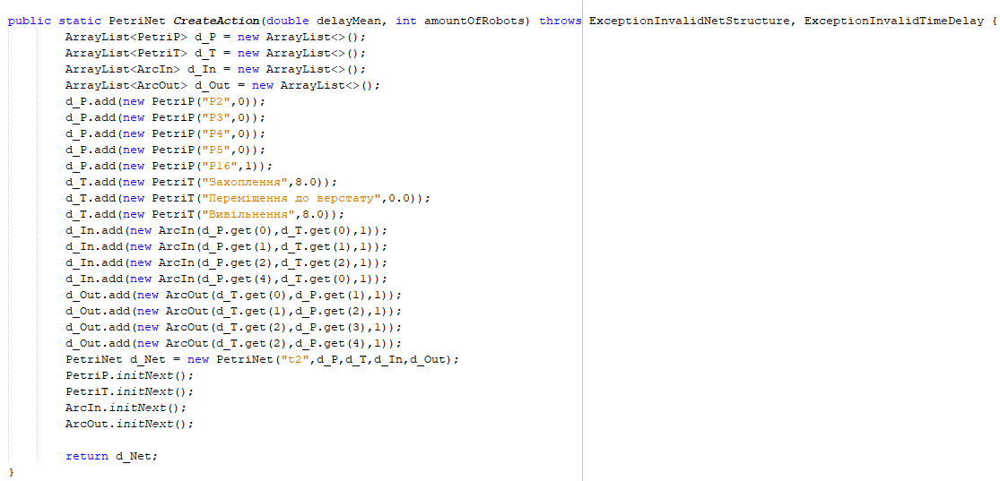 public static PetriNet CreateAction(double delayMean, int amountOfRobots) throws ExceptionInvalidNetStructure, ExceptionInvalidTimeDelay {
ArrayList<PetriP> d_P = new ArrayList<>();
ArrayList<PetriT> d_T = new ArrayList<>();
ArrayList<ArcIn> d_In = new ArrayList<>();
ArrayList<ArcOut> d_Out = new ArrayList<>();
d_P.add(new PetriP("P2",0));
d_P.add(new PetriP("P3",0));
d_P.add(new PetriP("P4",0));
d_P.add(new PetriP("P5",0));
d_P.add(new PetriP("P16",1));
d_T.add(new PetriT("Захоплення",8.0));
d_T.add(new PetriT("Переміщення до верстату",0.0));
d_T.add(new PetriT("Вивільнення",8.0));
d_In.add(new ArcIn(d_P.get(0),d_T.get(0),1));
d_In.add(new ArcIn(d_P.get(1),d_T.get(1),1));
d_In.add(new ArcIn(d_P.get(2),d_T.get(2),1));
d_In.add(new ArcIn(d_P.get(4),d_T.get(0),1));
d_Out.add(new ArcOut(d_T.get(0),d_P.get(1),1));
d_Out.add(new ArcOut(d_T.get(1),d_P.get(2),1));
d_Out.add(new ArcOut(d_T.get(2),d_P.get(3),1));
d_Out.add(new ArcOut(d_T.get(2),d_P.get(4),1));
PetriNet d_Net = new PetriNet("t2",d_P,d_T,d_In,d_Out);
PetriP.initNext();
PetriT.initNext();
ArcIn.initNext();
ArcOut.initNext();
return d_Net;
}